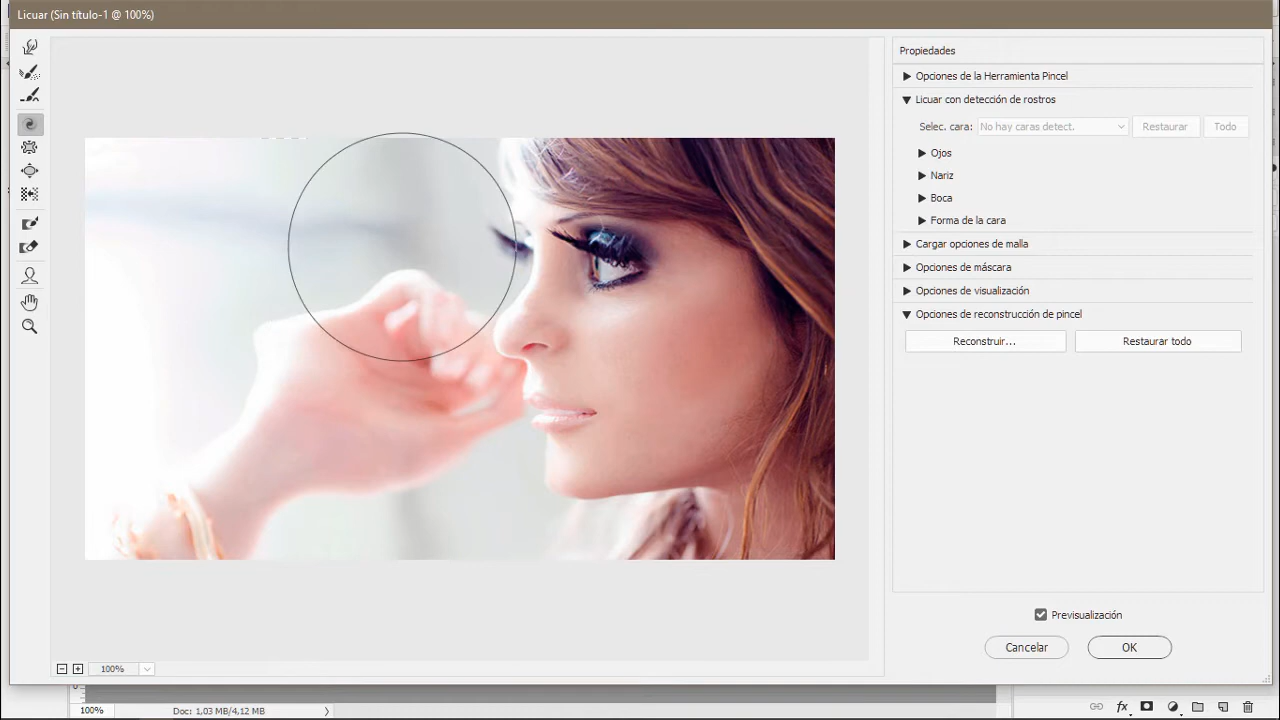 Licuar (Sin título-1 @ 100%)
Propiedades
Opciones de la Herramienta Pincel
Licuar con detección de rostros
Selec. cara: No hay caras detect. Restaurar Todo
Ojos
Nariz
Boca
Forma de la cara
Cargar opciones de malla
Opciones de máscara
Opciones de visualización
Opciones de reconstrucción de pincel
Reconstruir... Restaurar todo
Previsualización
Cancelar OK
100%
100% Doc: 1,03 MB/4,12 MB
fx